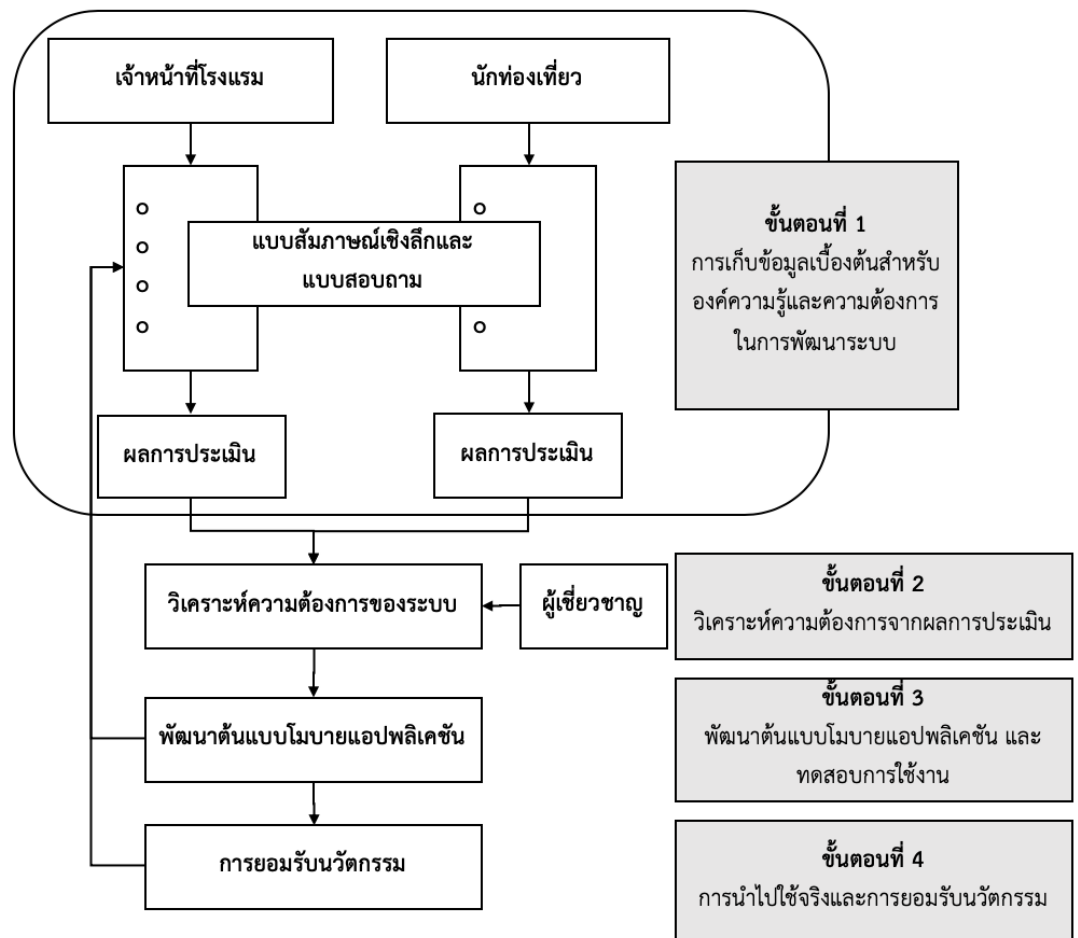 เจ้าหน้าที่โรงแรม
นักท่องเที่ยว
แบบสัมภาษณ์เชิงลึกและ
แบบสอบถาม
ขั้นตอนที่ 1
การเก็บข้อมูลเบื้องต้นสำหรับ
องค์ความรู้และความต้องการ
ในการพัฒนาระบบ
ผลการประเมิน
ผลการประเมิน
วิเคราะห์ความต้องการของระบบ
ผู้เชี่ยวชาญ
ขั้นตอนที่ 2
วิเคราะห์ความต้องการจากผลการประเมิน
พัฒนาต้นแบบโมบายแอปพลิเคชัน
ขั้นตอนที่ 3
พัฒนาต้นแบบโมบายแอปพลิเคชัน และ
ทดสอบการใช้งาน
การยอมรับนวัตกรรม
ขั้นตอนที่ 4
การนำไปใช้จริงและการยอมรับนวัตกรรม